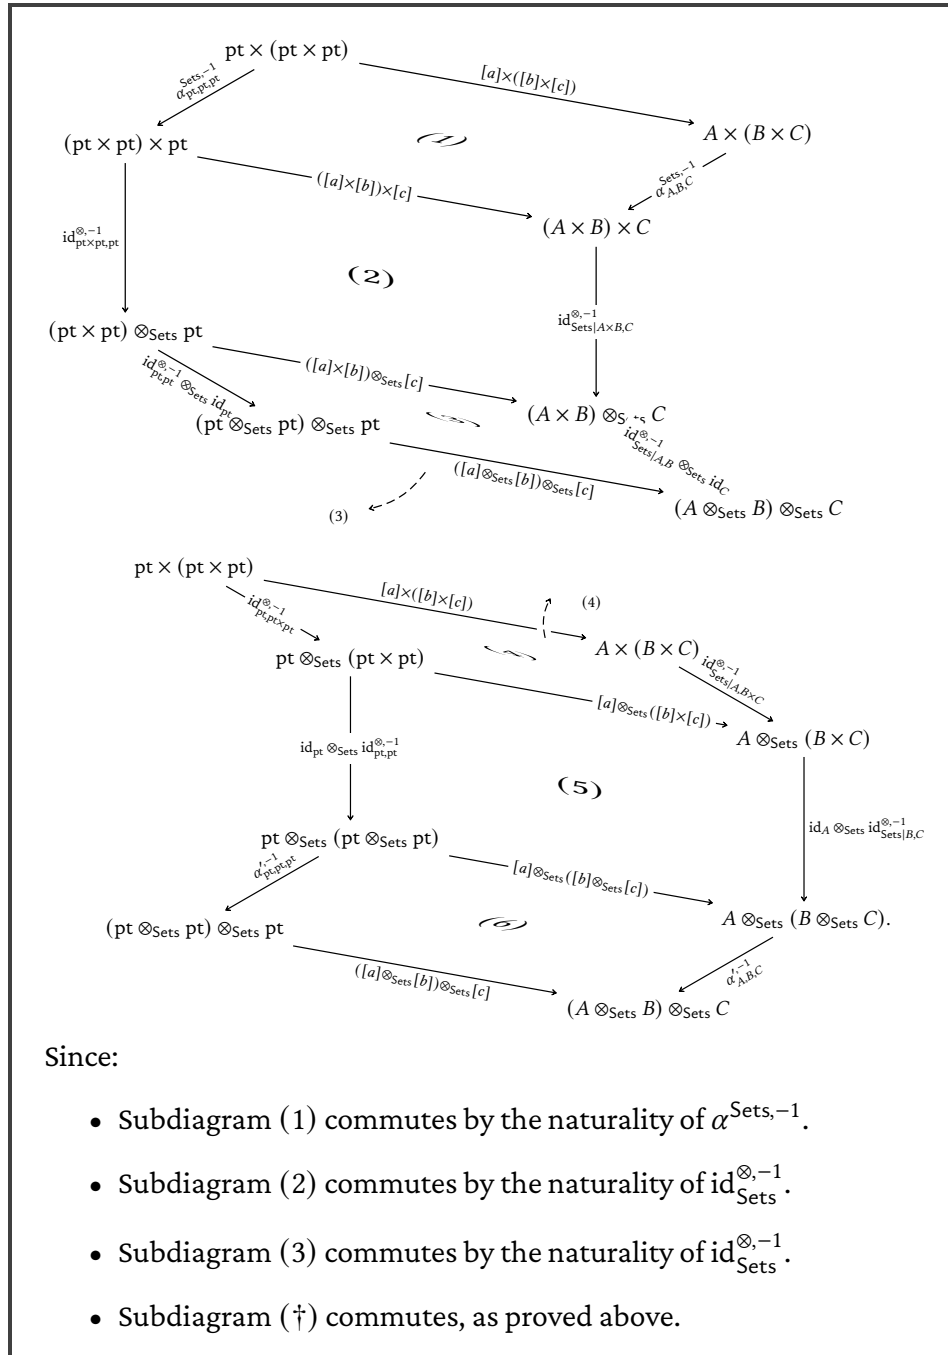 pt × (pt × pt)
α^{Sets,−1}_{pt,pt,pt}
[a]×([b]×[c])
(pt × pt) × pt
(1)
A × (B × C)
([a]×[b])×[c]
α^{Sets,−1}_{A,B,C}
(A × B) × C
id^{⊗,−1}_{pt×pt,pt}
(2)
id^{⊗,−1}_{Sets|A×B,C}
(pt × pt) ⊗_{Sets} pt
([a]×[b])⊗_{Sets}[c]
id^{⊗,−1}_{pt,pt} ⊗_{Sets} id_{pt}
(A × B) ⊗_{Sets} C
(pt ⊗_{Sets} pt) ⊗_{Sets} pt
id^{⊗,−1}_{Sets|A,B} ⊗_{Sets} id_C
([a]⊗_{Sets}[b])⊗_{Sets}[c]
(3)
(A ⊗_{Sets} B) ⊗_{Sets} C
pt × (pt × pt)
[a]×([b]×[c])
(4)
id^{⊗,−1}_{pt,pt×pt}
A × (B × C)
pt ⊗_{Sets} (pt × pt)
id^{⊗,−1}_{Sets|A,B×C}
[a]⊗_{Sets}([b]×[c])
A ⊗_{Sets} (B × C)
id_{pt} ⊗_{Sets} id^{⊗,−1}_{pt,pt}
(5)
id_A ⊗_{Sets} id^{⊗,−1}_{Sets|B,C}
pt ⊗_{Sets} (pt ⊗_{Sets} pt)
α′^{,−1}_{pt,pt,pt}
[a]⊗_{Sets}([b]⊗_{Sets}[c])
(pt ⊗_{Sets} pt) ⊗_{Sets} pt
(6)
A ⊗_{Sets} (B ⊗_{Sets} C).
([a]⊗_{Sets}[b])⊗_{Sets}[c]
α′^{,−1}_{A,B,C}
(A ⊗_{Sets} B) ⊗_{Sets} C
Since:
• Subdiagram (1) commutes by the naturality of α^{Sets,−1}.
• Subdiagram (2) commutes by the naturality of id^{⊗,−1}_{Sets}.
• Subdiagram (3) commutes by the naturality of id^{⊗,−1}_{Sets}.
• Subdiagram (†) commutes, as proved above.